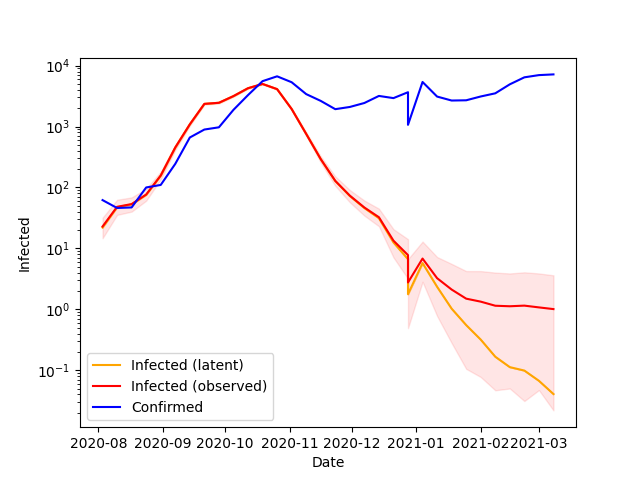 10⁴
10³
10²
10¹
10⁰
10⁻¹
Infected
Infected (latent)
Infected (observed)
Confirmed
2020-08 2020-09 2020-10 2020-11 2020-12 2021-01 2021-02 2021-03
Date